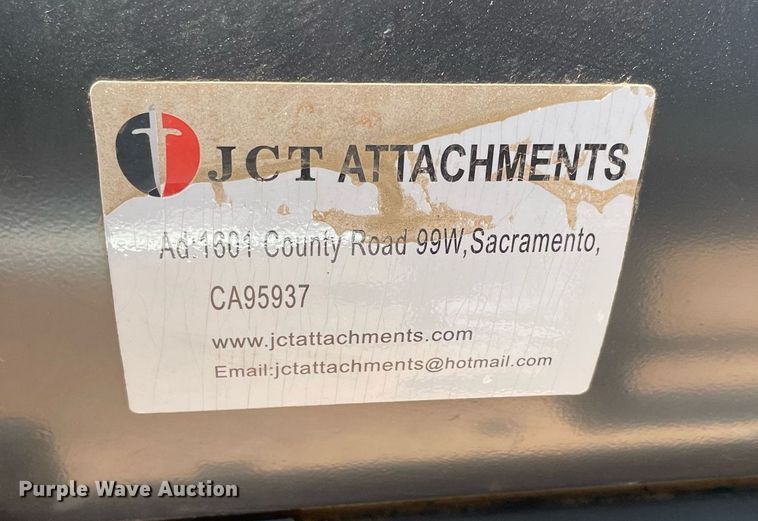 JCT ATTACHMENTS
Ad:1601 County Road 99W,Sacramento,
CA95937
www.jctattachments.com
Email:jctattachments@hotmail.com
Purple Wave Auction